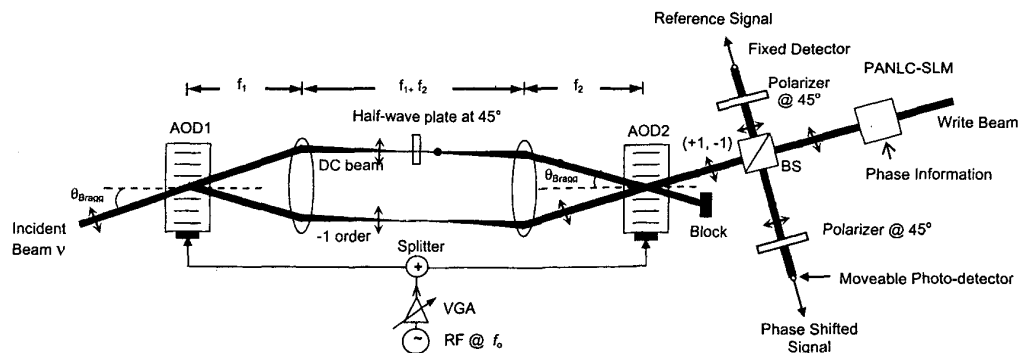 Reference Signal
Fixed Detector
PANLC-SLM
Polarizer
@ 45°
f₁
f₁+ f₂
f₂
Half-wave plate at 45°
AOD1
AOD2
(+1, -1)
Write Beam
DC beam
BS
θBragg
θBragg
Phase Information
Incident
Beam ν
-1 order
Block
Polarizer @ 45°
Splitter
+
Moveable Photo-detector
VGA
~
RF @ fₒ
Phase Shifted
Signal